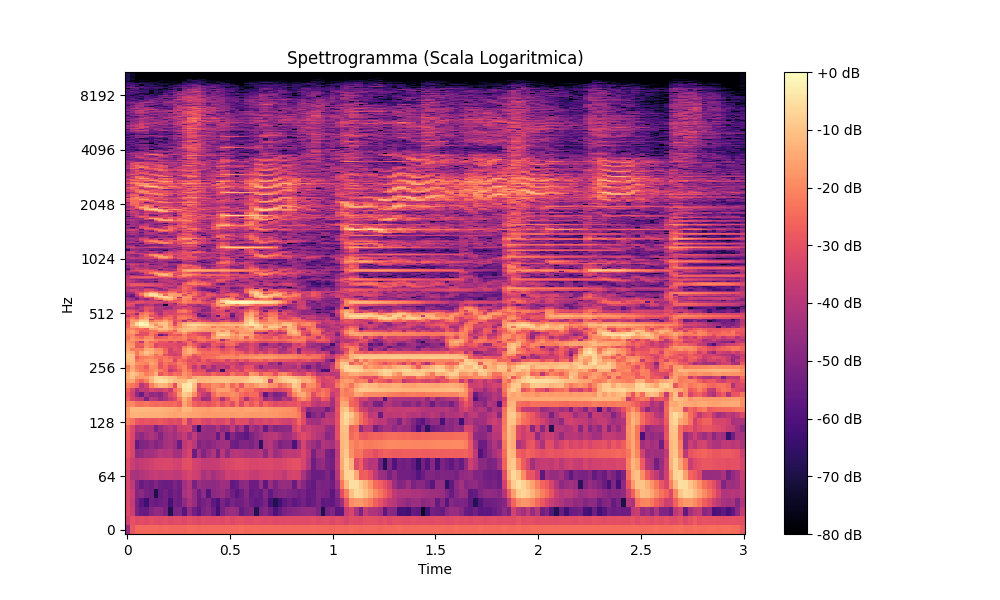 Spettrogramma (Scala Logaritmica)
Hz
8192
4096
2048
1024
512
256
128
64
0
0 0.5 1 1.5 2 2.5 3
Time
+0 dB
-10 dB
-20 dB
-30 dB
-40 dB
-50 dB
-60 dB
-70 dB
-80 dB